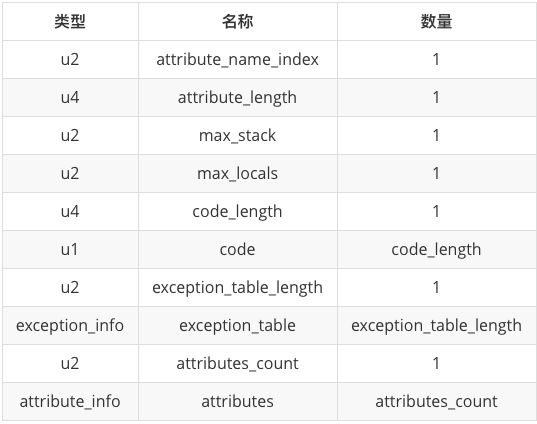 类型 名称 数量
u2 attribute_name_index 1
u4 attribute_length 1
u2 max_stack 1
u2 max_locals 1
u4 code_length 1
u1 code code_length
u2 exception_table_length 1
exception_info exception_table exception_table_length
u2 attributes_count 1
attribute_info attributes attributes_count